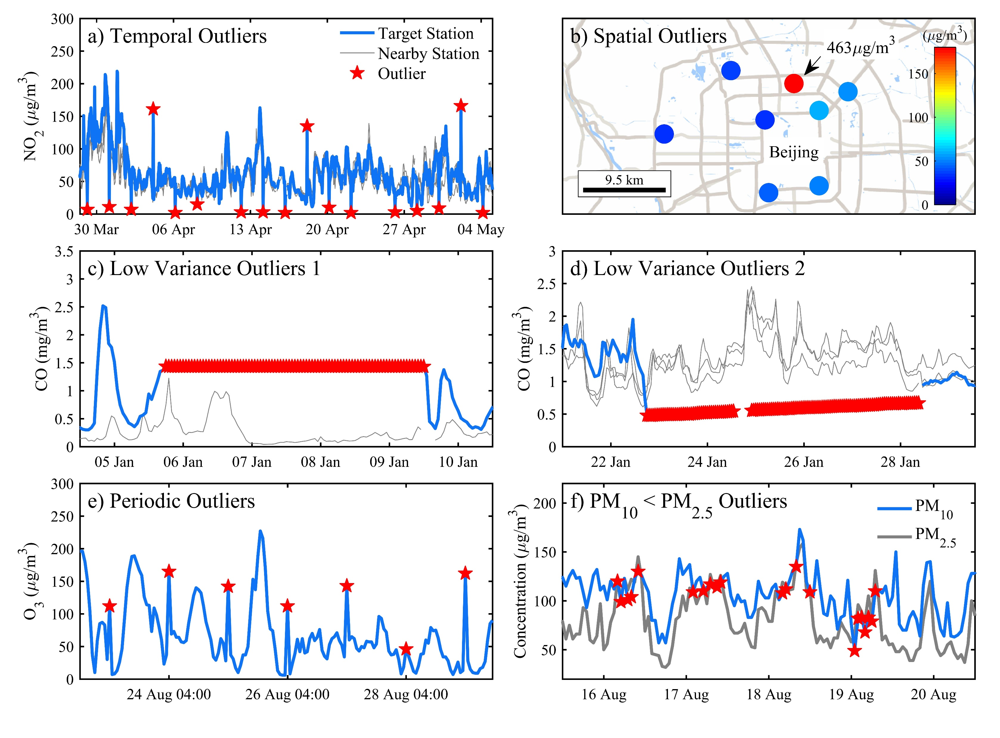 a) Temporal Outliers
Target Station
Nearby Station
Outlier
NO2 (μg/m3)
300
250
200
150
100
50
0
30 Mar 06 Apr 13 Apr 20 Apr 27 Apr 04 May
b) Spatial Outliers
(μg/m3)
463μg/m3
150
100
50
0
Beijing
9.5 km
c) Low Variance Outliers 1
CO (mg/m3)
3.5
3
2.5
2
1.5
1
0.5
0
05 Jan 06 Jan 07 Jan 08 Jan 09 Jan 10 Jan
d) Low Variance Outliers 2
CO (mg/m3)
3
2.5
2
1.5
1
0.5
0
22 Jan 24 Jan 26 Jan 28 Jan
e) Periodic Outliers
O3 (μg/m3)
300
250
200
150
100
50
0
24 Aug 04:00 26 Aug 04:00 28 Aug 04:00
f) PM10 < PM2.5 Outliers
PM10
PM2.5
Concentration (μg/m3)
200
150
100
50
16 Aug 17 Aug 18 Aug 19 Aug 20 Aug